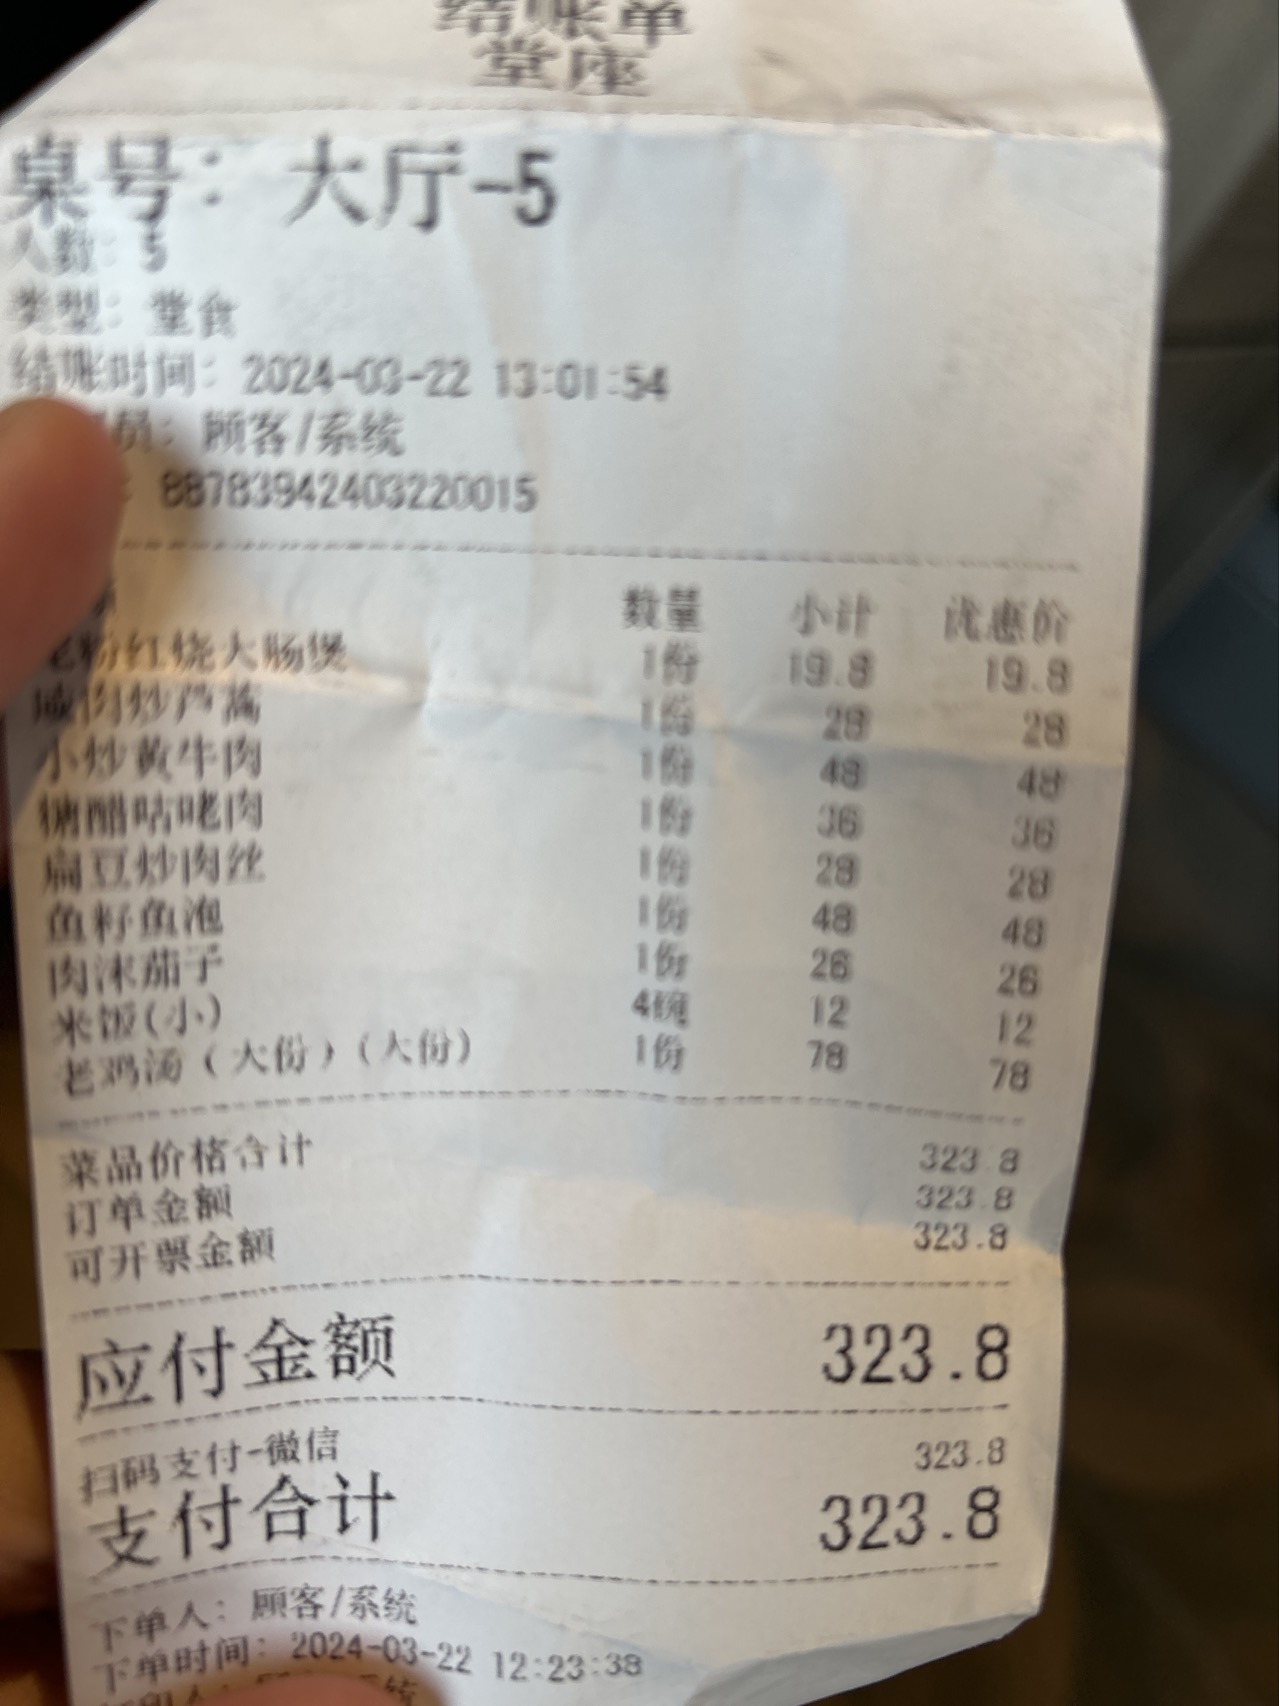 结账单
堂座
桌号：大厅-5
人数：5
类型：堂食
结账时间：2024-03-22 13:01:54
员：顾客/系统
：88783942403220015
数量 小计 优惠价
粉红烧大肠煲 1份 19.8 19.8
咸肉炒芦蒿 1份 28 28
小炒黄牛肉 1份 48 48
糖醋咕咾肉 1份 36 36
扁豆炒肉丝 1份 28 28
鱼籽鱼泡 1份 48 48
肉沫茄子 1份 26 26
米饭(小) 4碗 12 12
老鸡汤（大份）(大份) 1份 78 78
菜品价格合计 323.8
订单金额 323.8
可开票金额 323.8
应付金额 323.8
扫码支付-微信 323.8
支付合计 323.8
下单人：顾客/系统
下单时间：2024-03-22 12:23:38